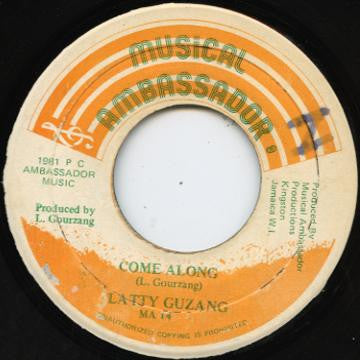 MUSICAL
AMBASSADOR
1981 P C
AMBASSADOR
MUSIC
Produced by
L. Gourzang
Produced By
Musical Ambassador
Productions
Kingston
Jamaica W.I.
COME ALONG
(L. Gourzang)
LATTY GUZANG
MA 14
UNAUTHORIZED COPYING IS PROHIBITED